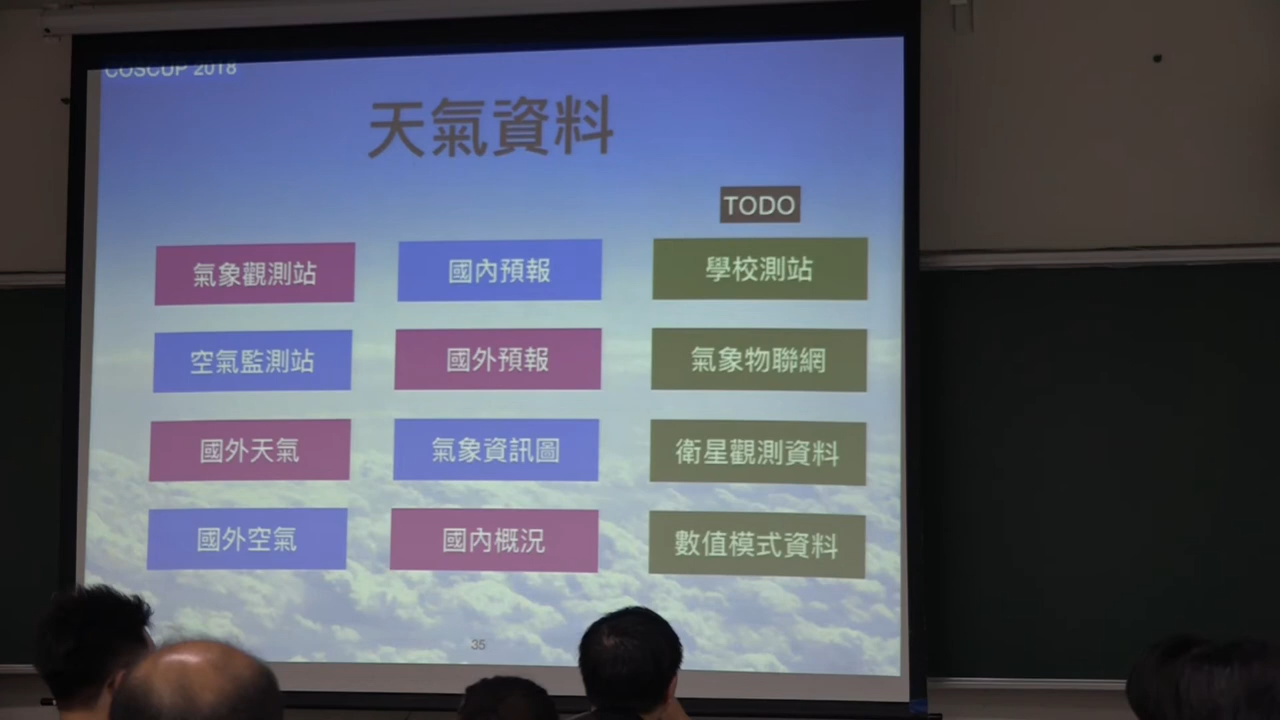 COSCUP 2018
天氣資料
TODO
氣象觀測站
國內預報
學校測站
空氣監測站
國外預報
氣象物聯網
國外天氣
氣象資訊圖
衛星觀測資料
國外空氣
國內概況
數值模式資料
35